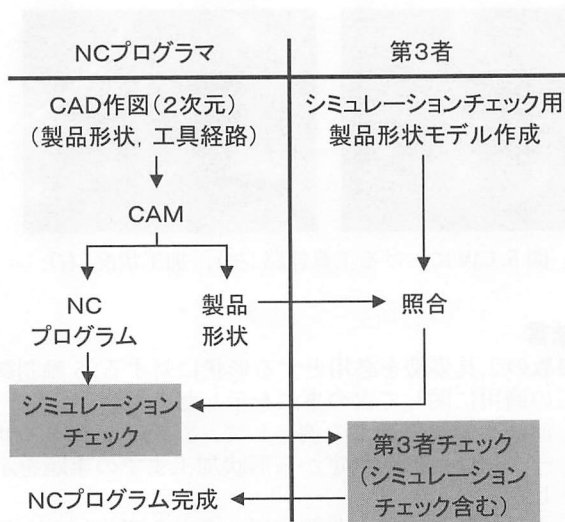 NCプログラマ
第3者
CAD作図(2次元)
(製品形状, 工具経路)
シミュレーションチェック用
製品形状モデル作成
CAM
NC
プログラム
製品
形状
照合
シミュレーション
チェック
第3者チェック
(シミュレーション
チェック含む)
NCプログラム完成